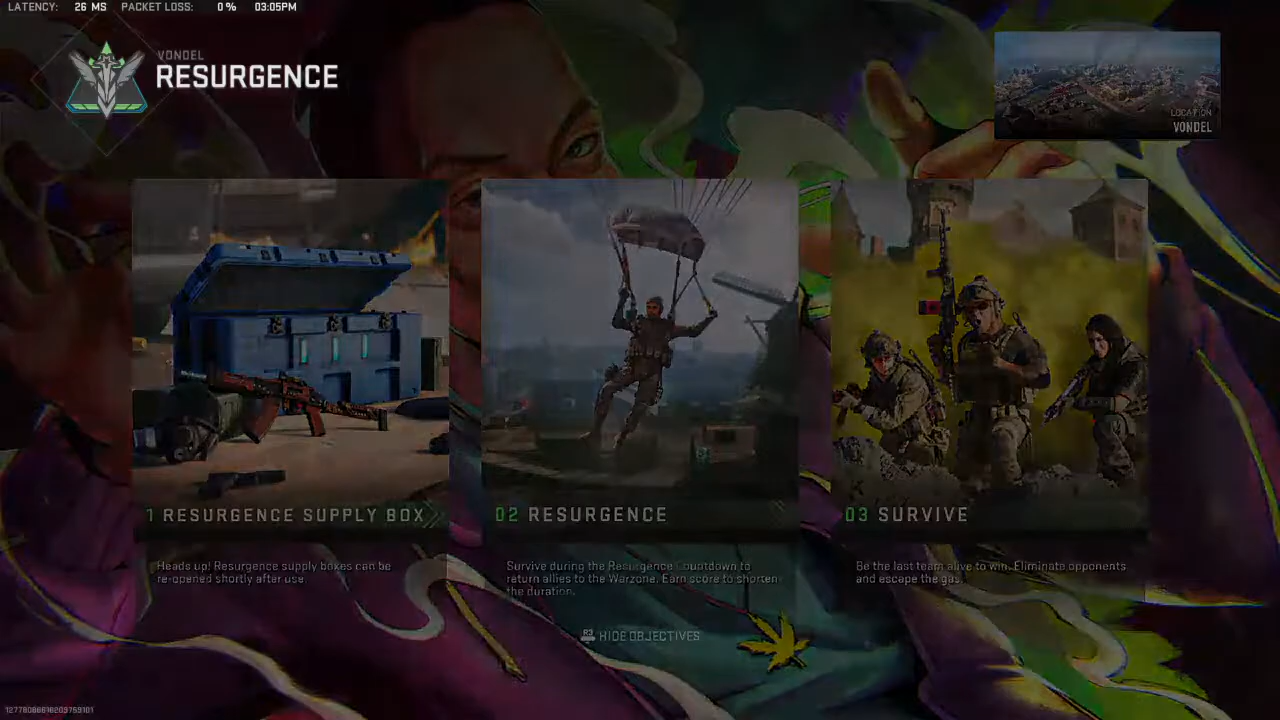 LATENCY: 26 MS PACKET LOSS: 0 % 03:05PM
VONDEL
RESURGENCE
LOCATION
VONDEL
1 RESURGENCE SUPPLY BOX
Heads up! Resurgence supply boxes can be
re-opened shortly after use.
02 RESURGENCE
Survive during the Resurgence Countdown to
return allies to the Warzone. Earn score to shorten
the duration.
03 SURVIVE
Be the last team alive to win. Eliminate opponents
and escape the gas.
R3 HIDE OBJECTIVES